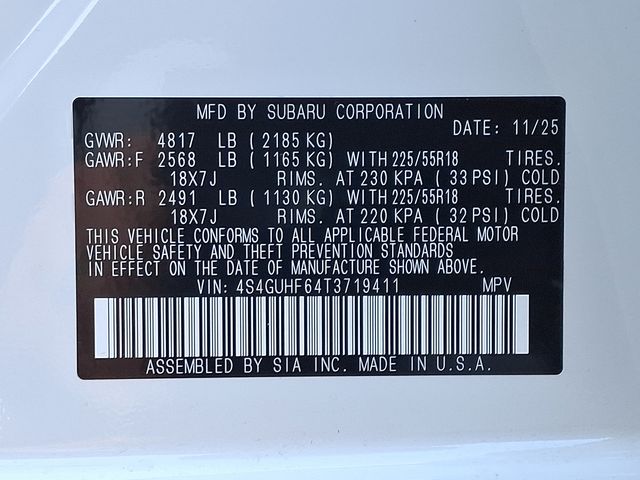 MFD BY SUBARU CORPORATION
DATE: 11/25
GVWR: 4817 LB (2185 KG)
GAWR:F 2568 LB (1165 KG) WITH 225/55R18 TIRES.
18X7J RIMS. AT 230 KPA (33 PSI) COLD
GAWR:R 2491 LB (1130 KG) WITH 225/55R18 TIRES.
18X7J RIMS. AT 220 KPA (32 PSI) COLD
THIS VEHICLE CONFORMS TO ALL APPLICABLE FEDERAL MOTOR
VEHICLE SAFETY AND THEFT PREVENTION STANDARDS
IN EFFECT ON THE DATE OF MANUFACTURE SHOWN ABOVE.
VIN: 4S4GUHF64T3719411 MPV
ASSEMBLED BY SIA INC. MADE IN U.S.A.